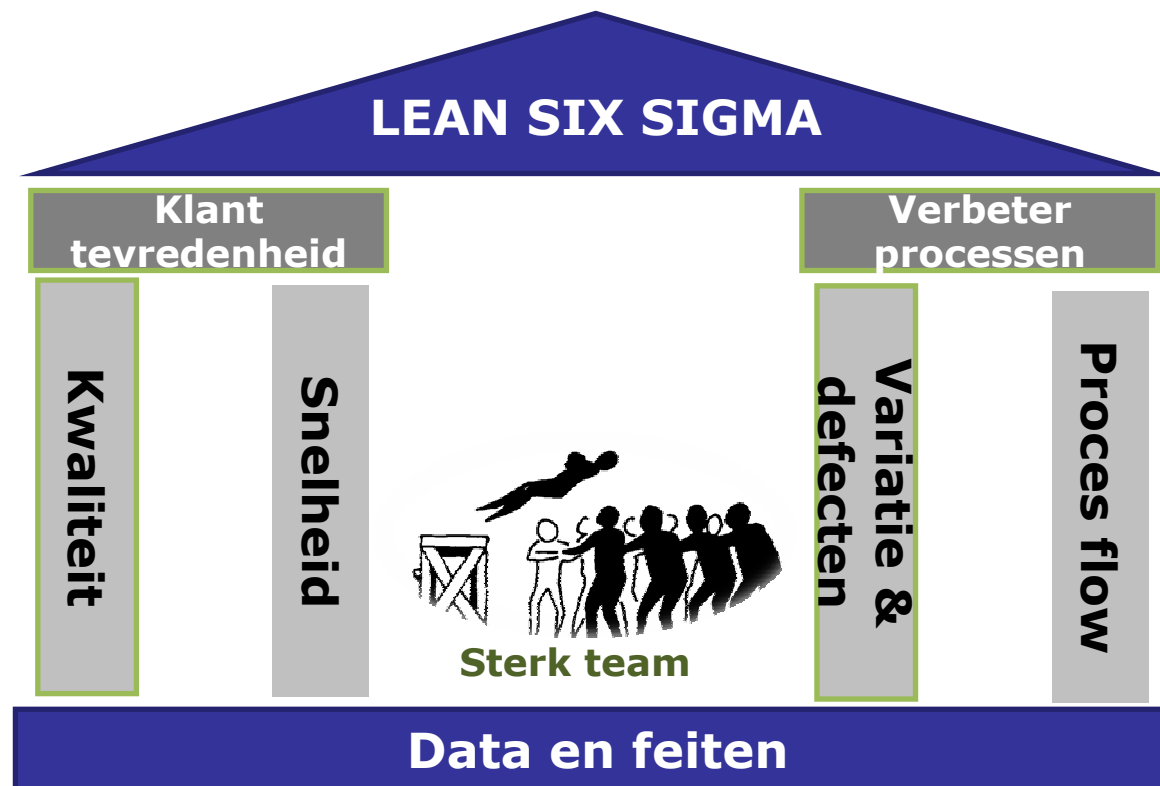 LEAN SIX SIGMA
Klant
tevredenheid
Verbeter
processen
Kwaliteit
Snelheid
Variatie &
defecten
Proces flow
Sterk team
Data en feiten